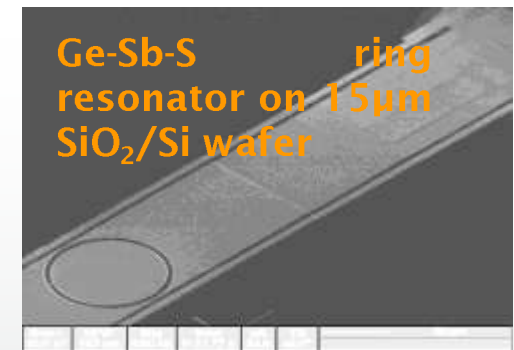 Ge-Sb-S ring
resonator on 15µm
SiO₂/Si wafer